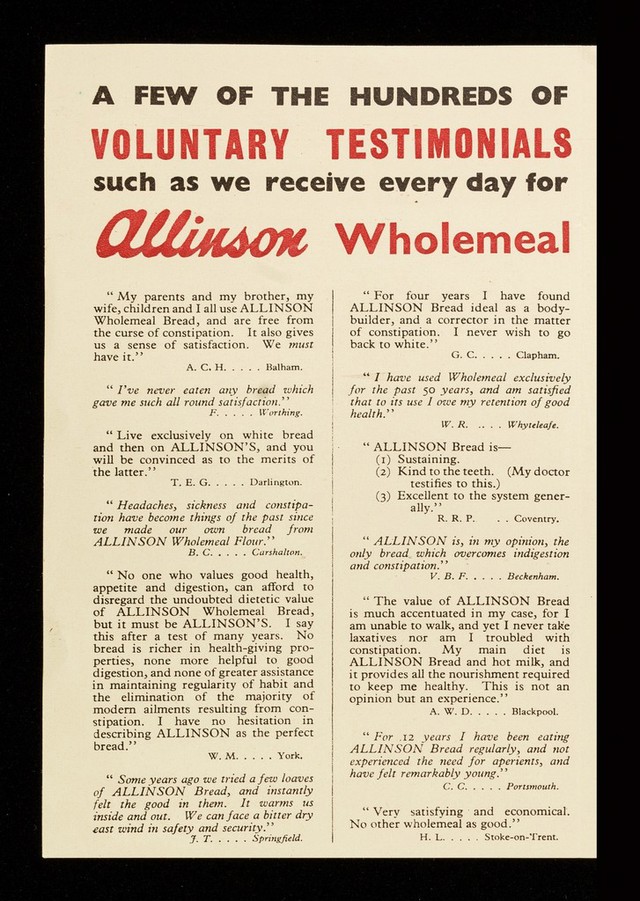 A FEW OF THE HUNDREDS OF
VOLUNTARY TESTIMONIALS
such as we receive every day for
Allinson Wholemeal
“ My parents and my brother, my
wife, children and I all use ALLINSON
Wholemeal Bread, and are free from
the curse of constipation. It also gives
us a sense of satisfaction. We must
have it.”
A. C. H. . . . . Balham.
“ I've never eaten any bread which
gave me such all round satisfaction.”
F. . . . . Worthing.
“ Live exclusively on white bread
and then on ALLINSON'S, and you
will be convinced as to the merits of
the latter.”
T. E. G. . . . . Darlington.
“ Headaches, sickness and constipa-
tion have become things of the past since
we made our own bread from
ALLINSON Wholemeal Flour.”
B. C. . . . . Carshalton.
“ No one who values good health,
appetite and digestion, can afford to
disregard the undoubted dietetic value
of ALLINSON Wholemeal Bread,
but it must be ALLINSON'S. I say
this after a test of many years. No
bread is richer in health-giving pro-
perties, none more helpful to good
digestion, and none of greater assistance
in maintaining regularity of habit and
the elimination of the majority of
modern ailments resulting from con-
stipation. I have no hesitation in
describing ALLINSON as the perfect
bread.”
W. M. . . . . York.
“ Some years ago we tried a few loaves
of ALLINSON Bread, and instantly
felt the good in them. It warms us
inside and out. We can face a bitter dry
east wind in safety and security.”
J. T. . . . . Springfield.
“ For four years I have found
ALLINSON Bread ideal as a body-
builder, and a corrector in the matter
of constipation. I never wish to go
back to white.”
G. C. . . . . Clapham.
“ I have used Wholemeal exclusively
for the past 50 years, and am satisfied
that to its use I owe my retention of good
health.”
W. R. . . . . Whyteleafe.
“ ALLINSON Bread is—
(1) Sustaining.
(2) Kind to the teeth. (My doctor
testifies to this.)
(3) Excellent to the system gener-
ally.”
R. R. P. . . Coventry.
“ ALLINSON is, in my opinion, the
only bread which overcomes indigestion
and constipation.”
V. B. F. . . . . Beckenham.
“ The value of ALLINSON Bread
is much accentuated in my case, for I
am unable to walk, and yet I never take
laxatives nor am I troubled with
constipation. My main diet is
ALLINSON Bread and hot milk, and
it provides all the nourishment required
to keep me healthy. This is not an
opinion but an experience.”
A. W. D. . . . . Blackpool.
“ For 12 years I have been eating
ALLINSON Bread regularly, and not
experienced the need for aperients, and
have felt remarkably young.”
C. C. . . . . Portsmouth.
“ Very satisfying and economical.
No other wholemeal as good.”
H. L. . . . . Stoke-on-Trent.